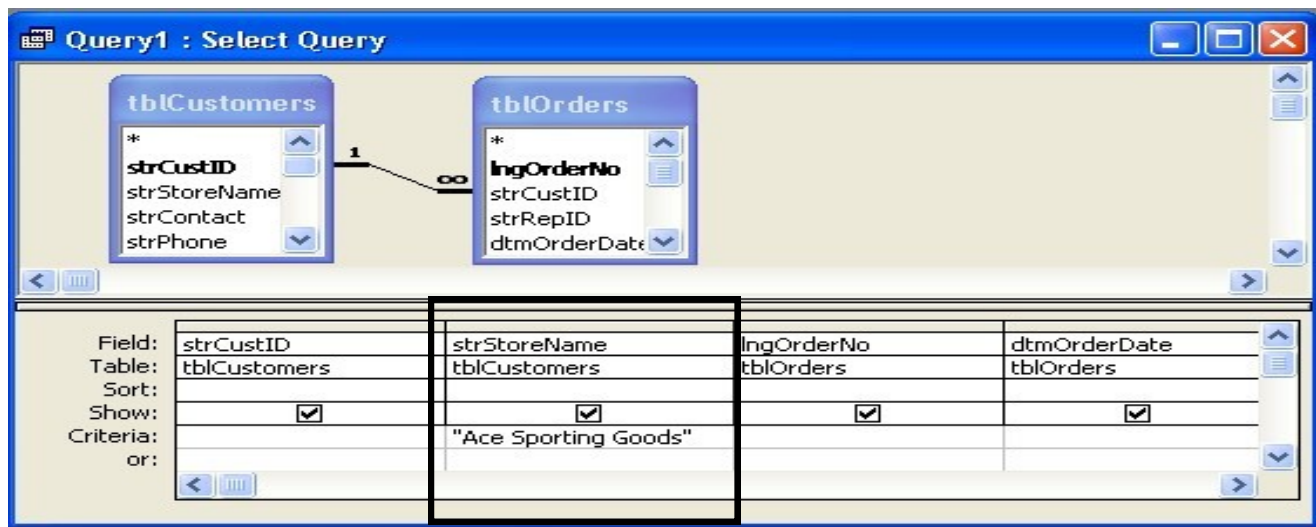 Query1 : Select Query
tblCustomers
*
strCustID
strStoreName
strContact
strPhone
1
∞
tblOrders
*
lngOrderNo
strCustID
strRepID
dtmOrderDate
Field: strCustID strStoreName lngOrderNo dtmOrderDate
Table: tblCustomers tblCustomers tblOrders tblOrders
Sort:
Show:
Criteria: "Ace Sporting Goods"
or: